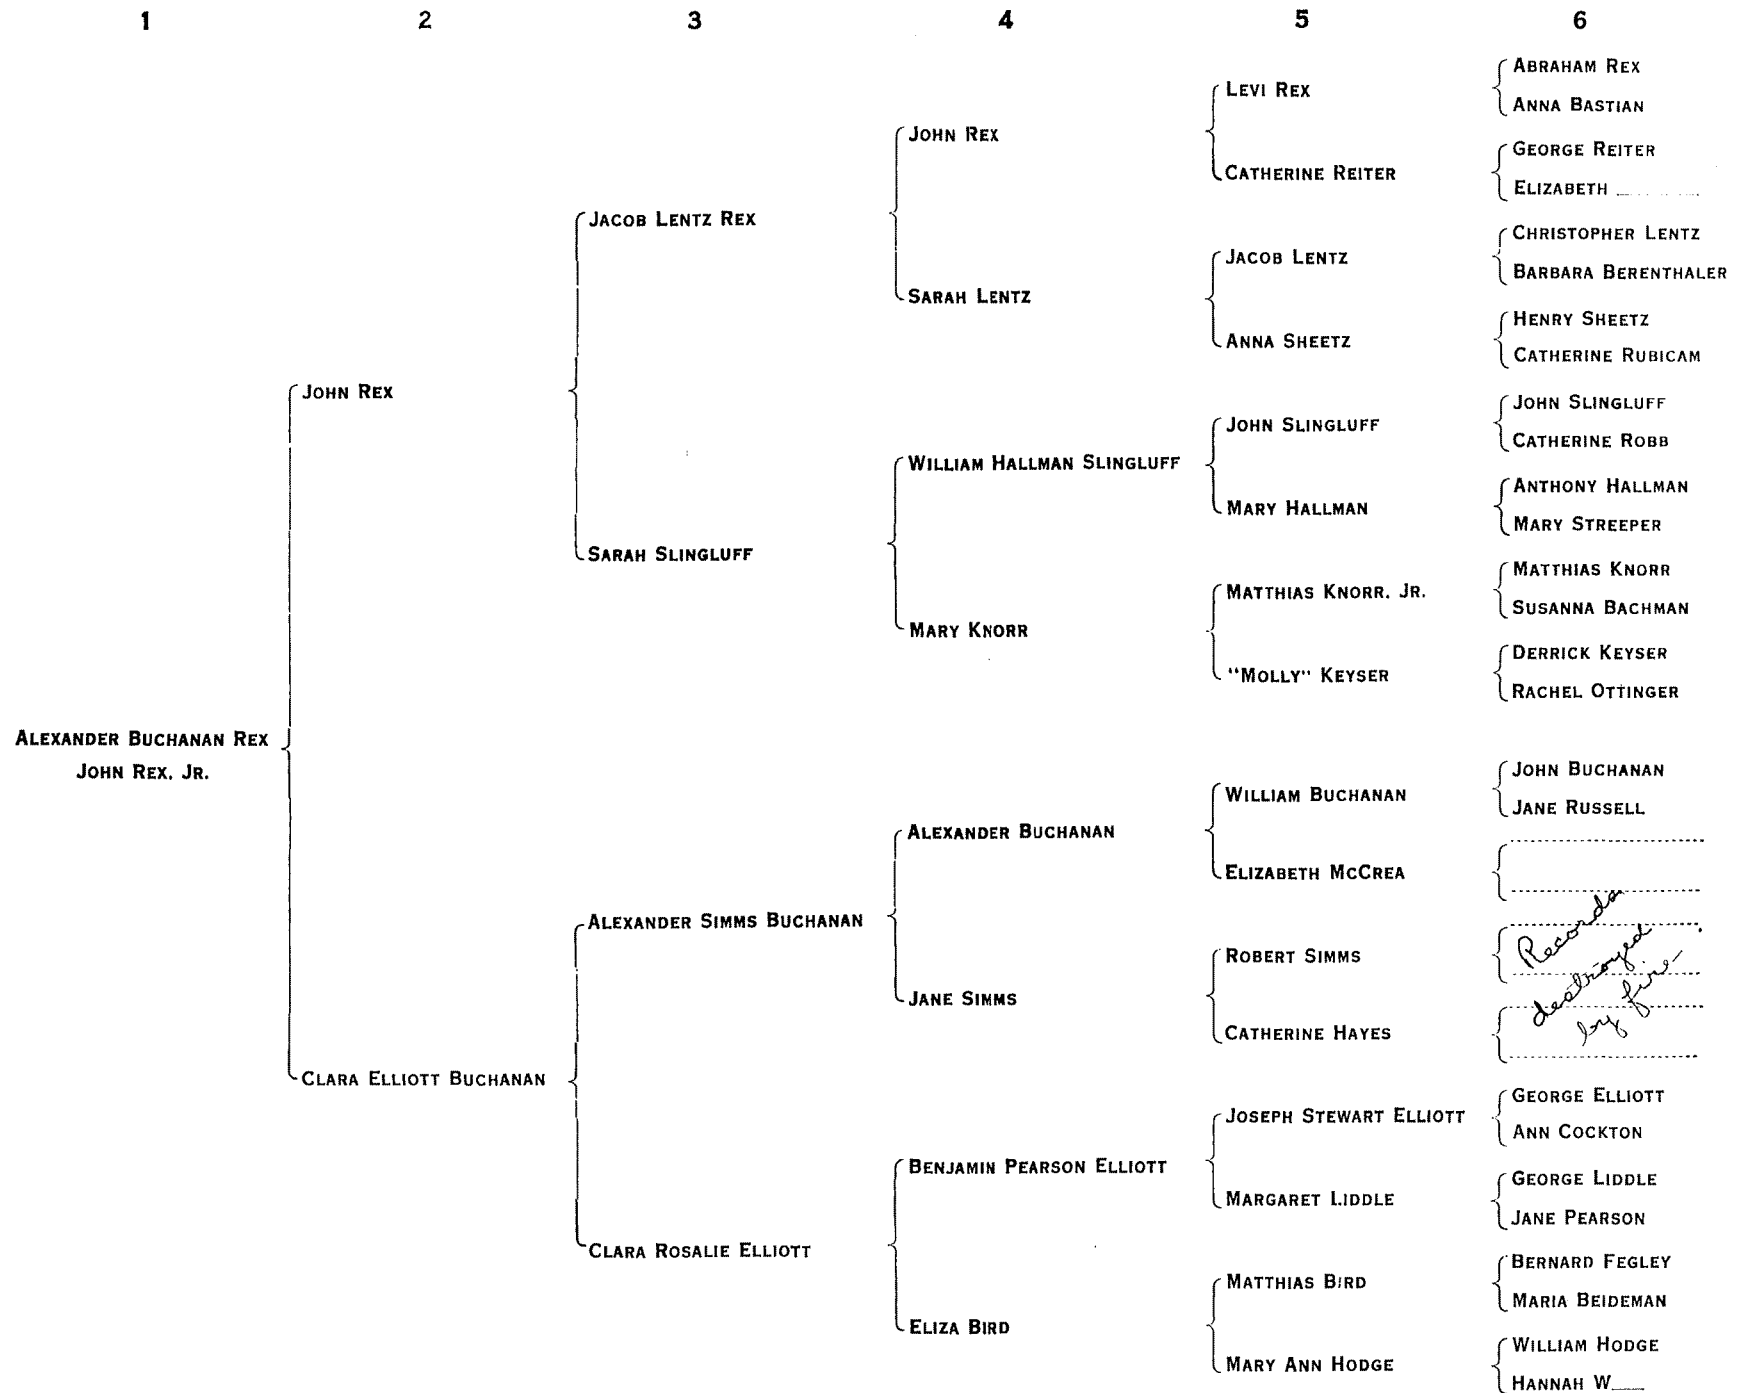 1 2 3 4 5 6
ABRAHAM REX
LEVI REX
ANNA BASTIAN
JOHN REX
GEORGE REITER
CATHERINE REITER
ELIZABETH
JACOB LENTZ REX
CHRISTOPHER LENTZ
JACOB LENTZ
BARBARA BERENTHALER
SARAH LENTZ
HENRY SHEETZ
ANNA SHEETZ
CATHERINE RUBICAM
JOHN REX
JOHN SLINGLUFF
JOHN SLINGLUFF
CATHERINE ROBB
WILLIAM HALLMAN SLINGLUFF
ANTHONY HALLMAN
MARY HALLMAN
MARY STREEPER
SARAH SLINGLUFF
MATTHIAS KNORR
MATTHIAS KNORR. JR.
SUSANNA BACHMAN
MARY KNORR
DERRICK KEYSER
"MOLLY" KEYSER
RACHEL OTTINGER
ALEXANDER BUCHANAN REX
JOHN REX. JR.
JOHN BUCHANAN
WILLIAM BUCHANAN
JANE RUSSELL
ALEXANDER BUCHANAN
ELIZABETH MCCREA
ALEXANDER SIMMS BUCHANAN
Records
destroyed
by fire-
ROBERT SIMMS
JANE SIMMS
CATHERINE HAYES
CLARA ELLIOTT BUCHANAN
GEORGE ELLIOTT
JOSEPH STEWART ELLIOTT
ANN COCKTON
BENJAMIN PEARSON ELLIOTT
GEORGE LIDDLE
MARGARET LIDDLE
JANE PEARSON
CLARA ROSALIE ELLIOTT
BERNARD FEGLEY
MATTHIAS BIRD
MARIA BEIDEMAN
ELIZA BIRD
WILLIAM HODGE
MARY ANN HODGE
HANNAH W___